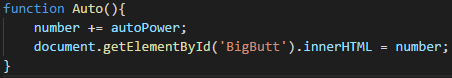 function Auto(){
    number += autoPower;
    document.getElementById('BigButt').innerHTML = number;
}